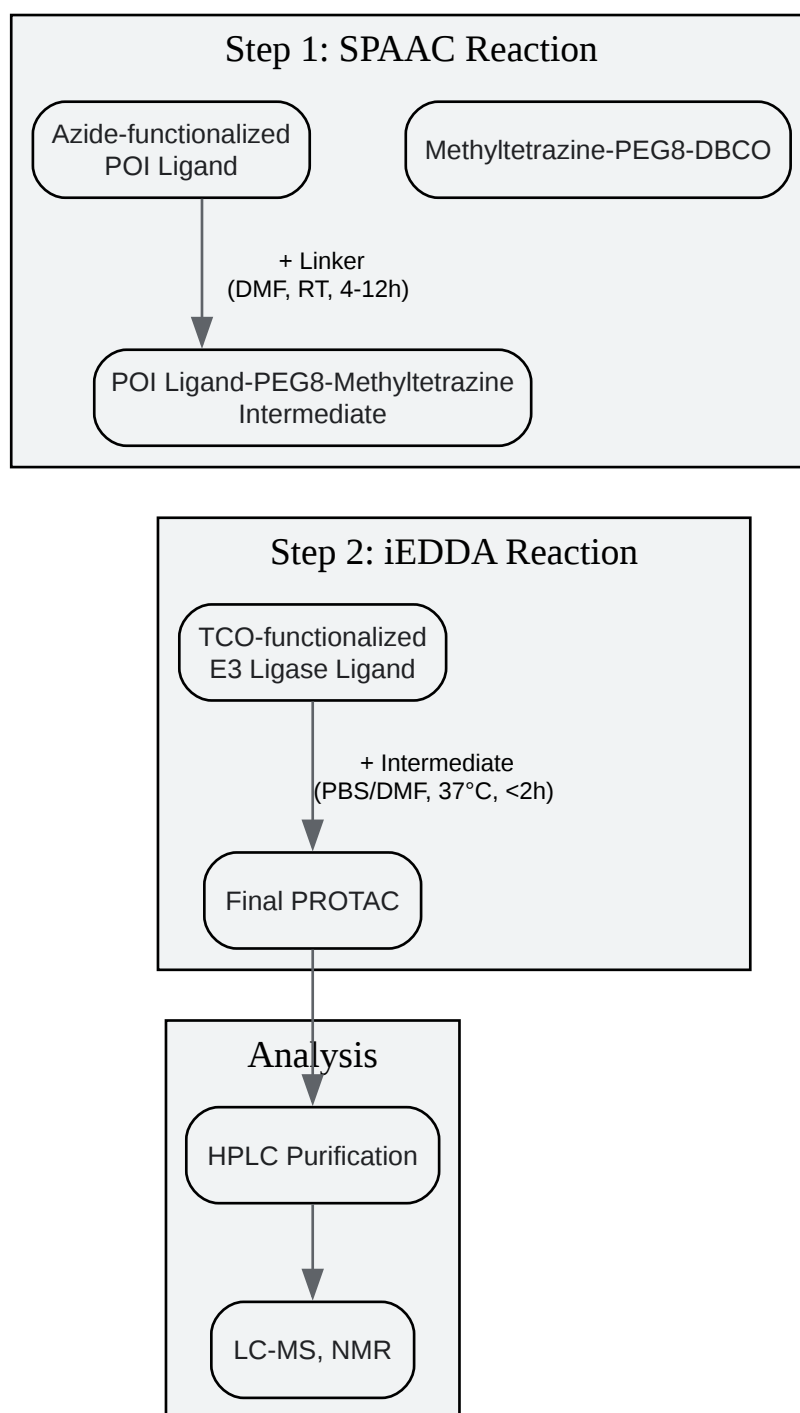 Step 1: SPAAC Reaction
Azide-functionalized
POI Ligand
Methyltetrazine-PEG8-DBCO
+ Linker
(DMF, RT, 4-12h)
POI Ligand-PEG8-Methyltetrazine
Intermediate
Step 2: iEDDA Reaction
TCO-functionalized
E3 Ligase Ligand
+ Intermediate
(PBS/DMF, 37°C, <2h)
Final PROTAC
Analysis
HPLC Purification
LC-MS, NMR